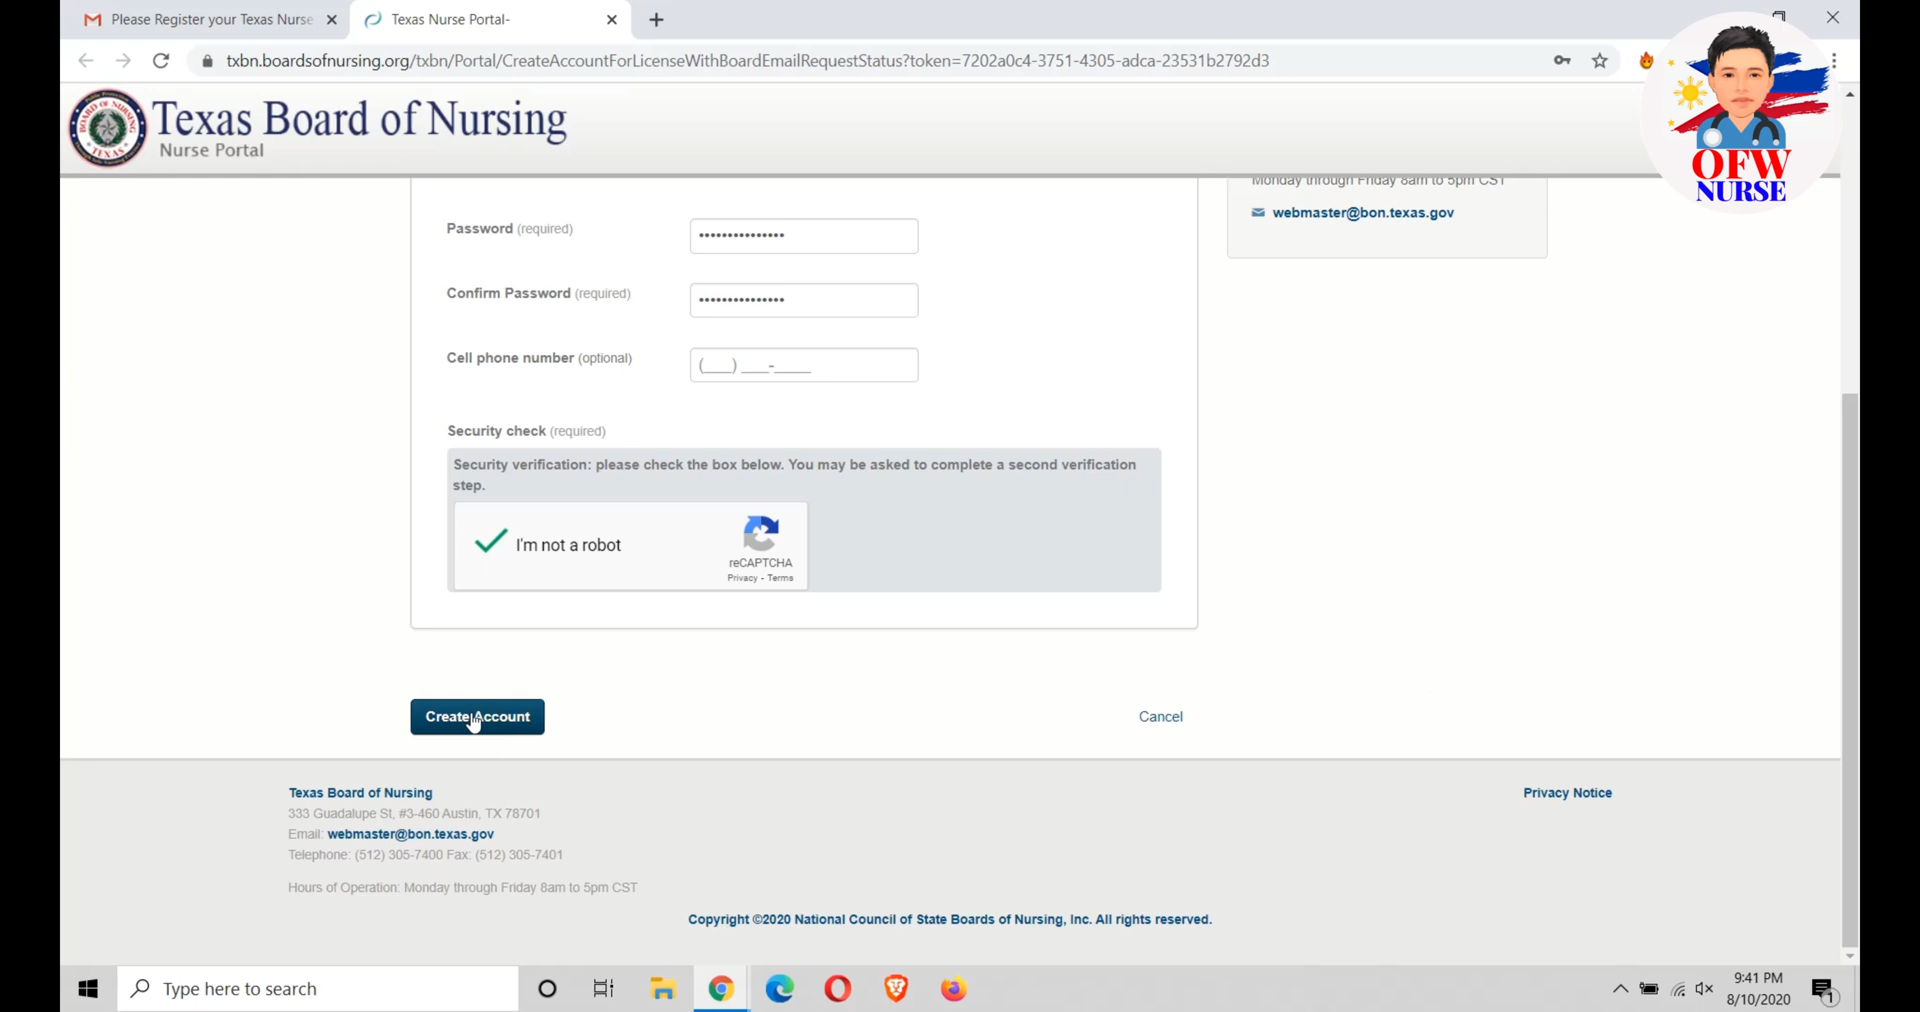 Please Register your Texas Nurse
Texas Nurse Portal-
txbn.boardsofnursing.org/txbn/Portal/CreateAccountForLicenseWithBoardEmailRequestStatus?token=7202a0c4-3751-4305-adca-23531b2792d3
Texas Board of Nursing
Nurse Portal
OFW
NURSE
Monday through Friday 8am to 5pm CST
webmaster@bon.texas.gov
Password (required)
•••••••••••••••
Confirm Password (required)
•••••••••••••••
Cell phone number (optional)
(___) ___-____
Security check (required)
Security verification: please check the box below. You may be asked to complete a second verification
step.
I'm not a robot
reCAPTCHA
Privacy - Terms
Create Account
Cancel
Texas Board of Nursing
333 Guadalupe St, #3-460 Austin, TX 78701
Email: webmaster@bon.texas.gov
Telephone: (512) 305-7400 Fax: (512) 305-7401
Hours of Operation: Monday through Friday 8am to 5pm CST
Privacy Notice
Copyright ©2020 National Council of State Boards of Nursing, Inc. All rights reserved.
Type here to search
9:41 PM
8/10/2020
1